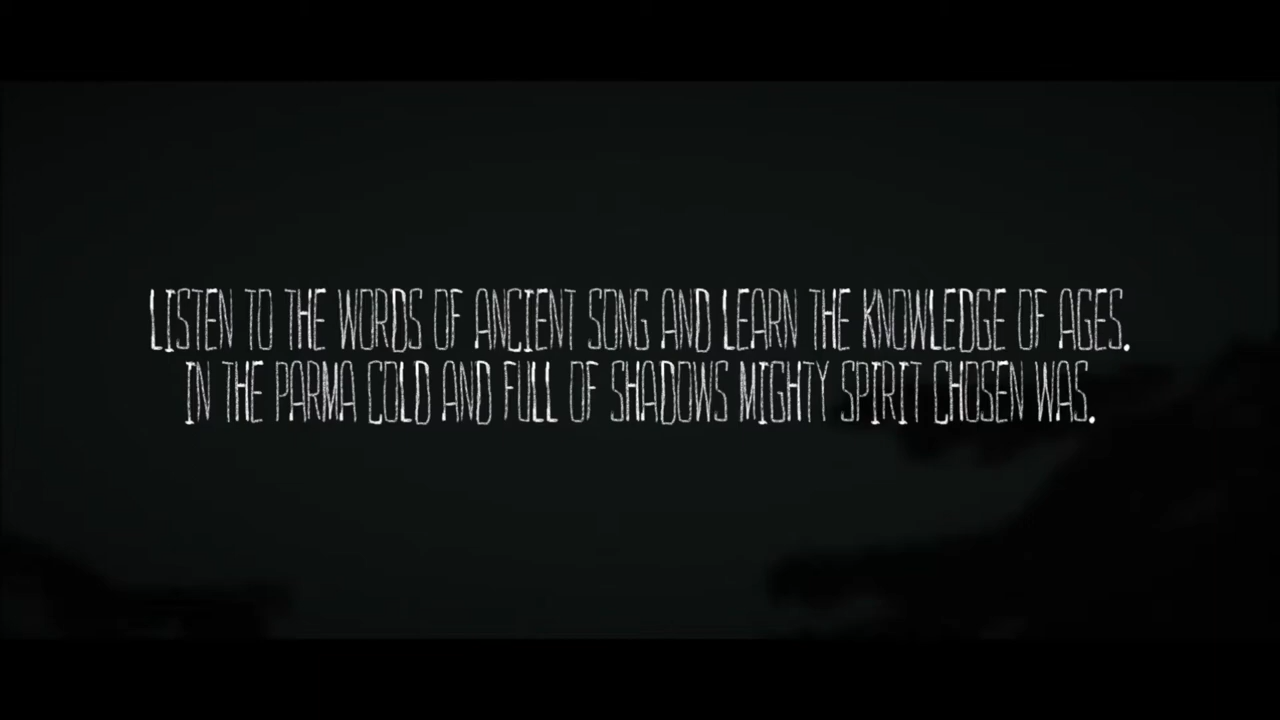 LISTEN TO THE WORDS OF ANCIENT SONG AND LEARN THE KNOWLEDGE OF AGES.
IN THE PARMA COLD AND FULL OF SHADOWS MIGHTY SPIRIT CHOSEN WAS.